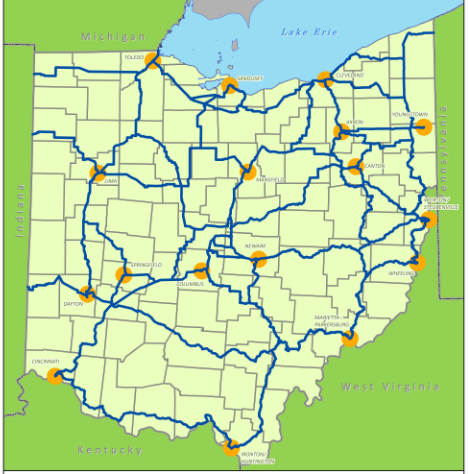 Michigan
Lake Erie
TOLEDO
SANDUSKY
CLEVELAND
AKRON
YOUNGSTOWN
Pennsylvania
CANTON
LIMA
MANSFIELD
WEIRTON/
STEUBENVILLE
Indiana
NEWARK
SPRINGFIELD
COLUMBUS
WHEELING
DAYTON
MARIETTA-
PARKERSBURG
CINCINNATI
West Virginia
Kentucky
IRONTON/
HUNTINGTON